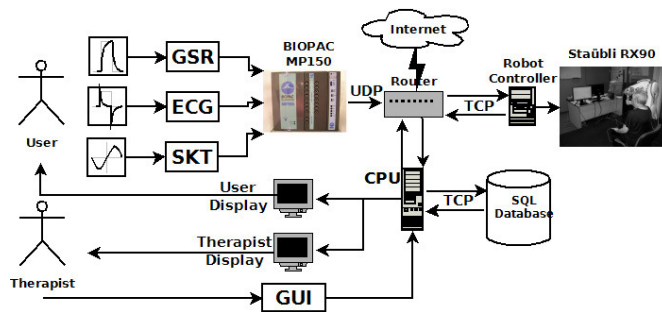 Internet
BIOPAC
MP150
Staübli RX90
GSR
Robot
Controller
Router
UDP
ECG
TCP
User
SKT
CPU
User
Display
TCP
SQL
Database
Therapist
Display
Therapist
GUI